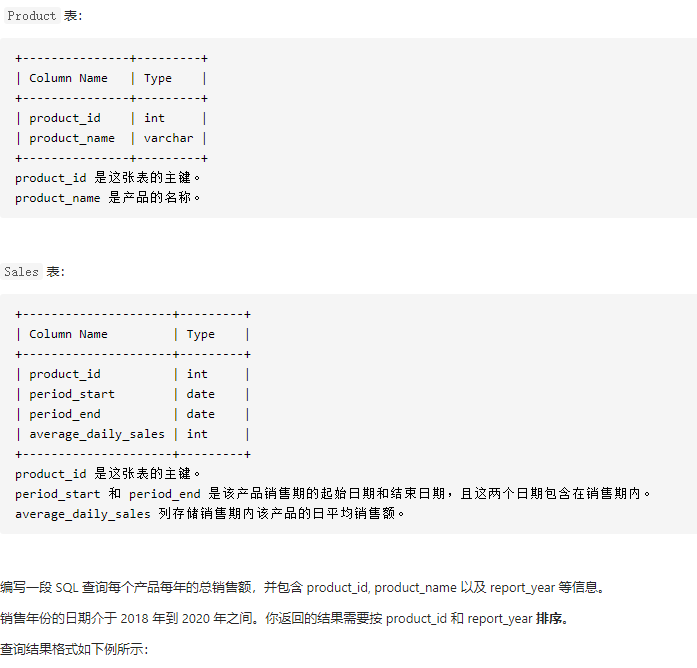 Product 表：
+---------------+---------+
| Column Name   | Type    |
+---------------+---------+
| product_id    | int     |
| product_name  | varchar |
+---------------+---------+
product_id 是这张表的主键。
product_name 是产品的名称。
Sales 表：
+---------------------+---------+
| Column Name         | Type    |
+---------------------+---------+
| product_id          | int     |
| period_start        | date    |
| period_end          | date    |
| average_daily_sales | int     |
+---------------------+---------+
product_id 是这张表的主键。
period_start 和 period_end 是该产品销售期的起始日期和结束日期，且这两个日期包含在销售期内。
average_daily_sales 列存储销售期内该产品的日平均销售额。
编写一段 SQL 查询每个产品每年的总销售额，并包含 product_id, product_name 以及 report_year 等信息。
销售年份的日期介于 2018 年到 2020 年之间。你返回的结果需要按 product_id 和 report_year 排序。
查询结果格式如下例所示：